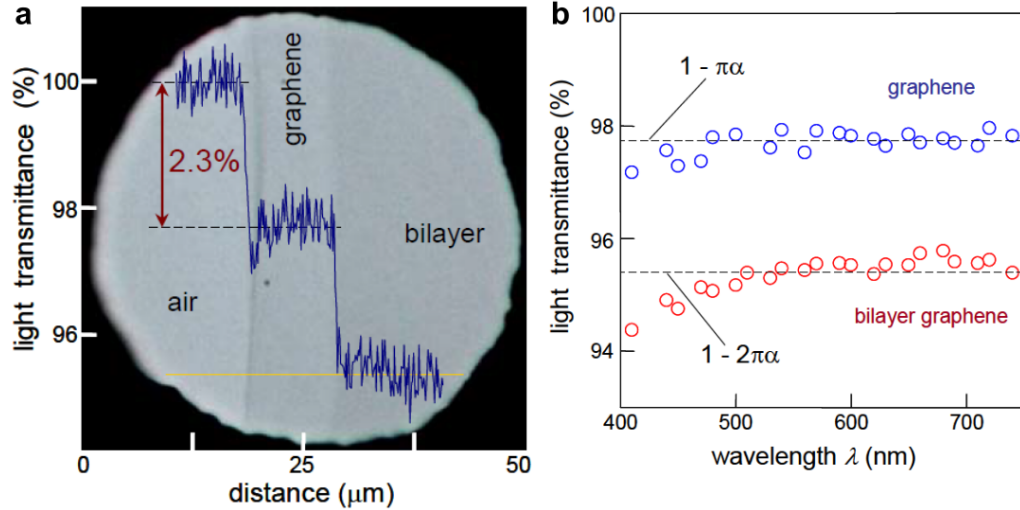 a
light transmittance (%)
100
98
96
2.3%
graphene
air
bilayer
0
25
50
distance (μm)
b
light transmittance (%)
100
98
96
94
1 - πα
graphene
1 - 2πα
bilayer graphene
400
500
600
700
wavelength λ (nm)